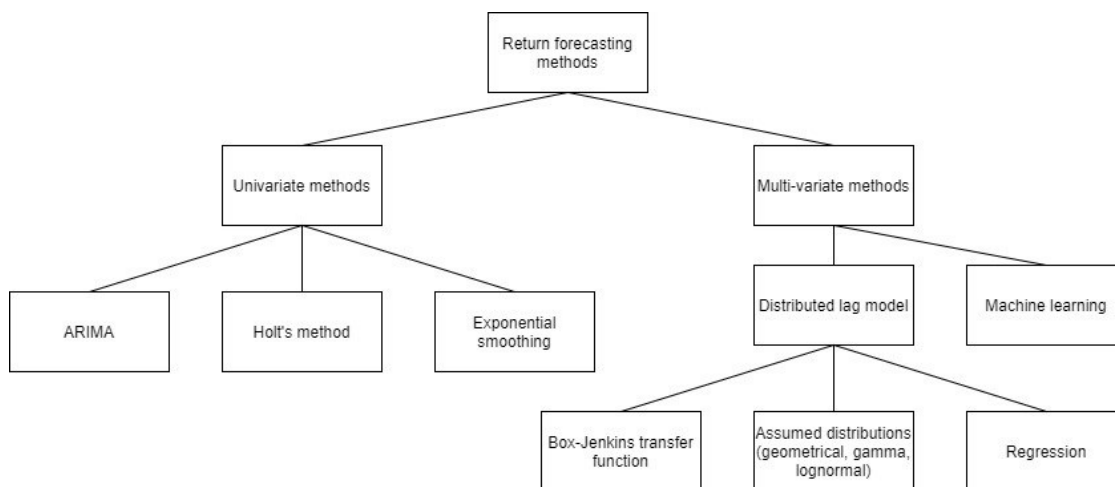 Return forecasting
methods
Univariate methods
Multi-variate methods
ARIMA
Holt's method
Exponential
smoothing
Distributed lag model
Machine learning
Box-Jenkins transfer
function
Assumed distributions
(geometrical, gamma,
lognormal)
Regression